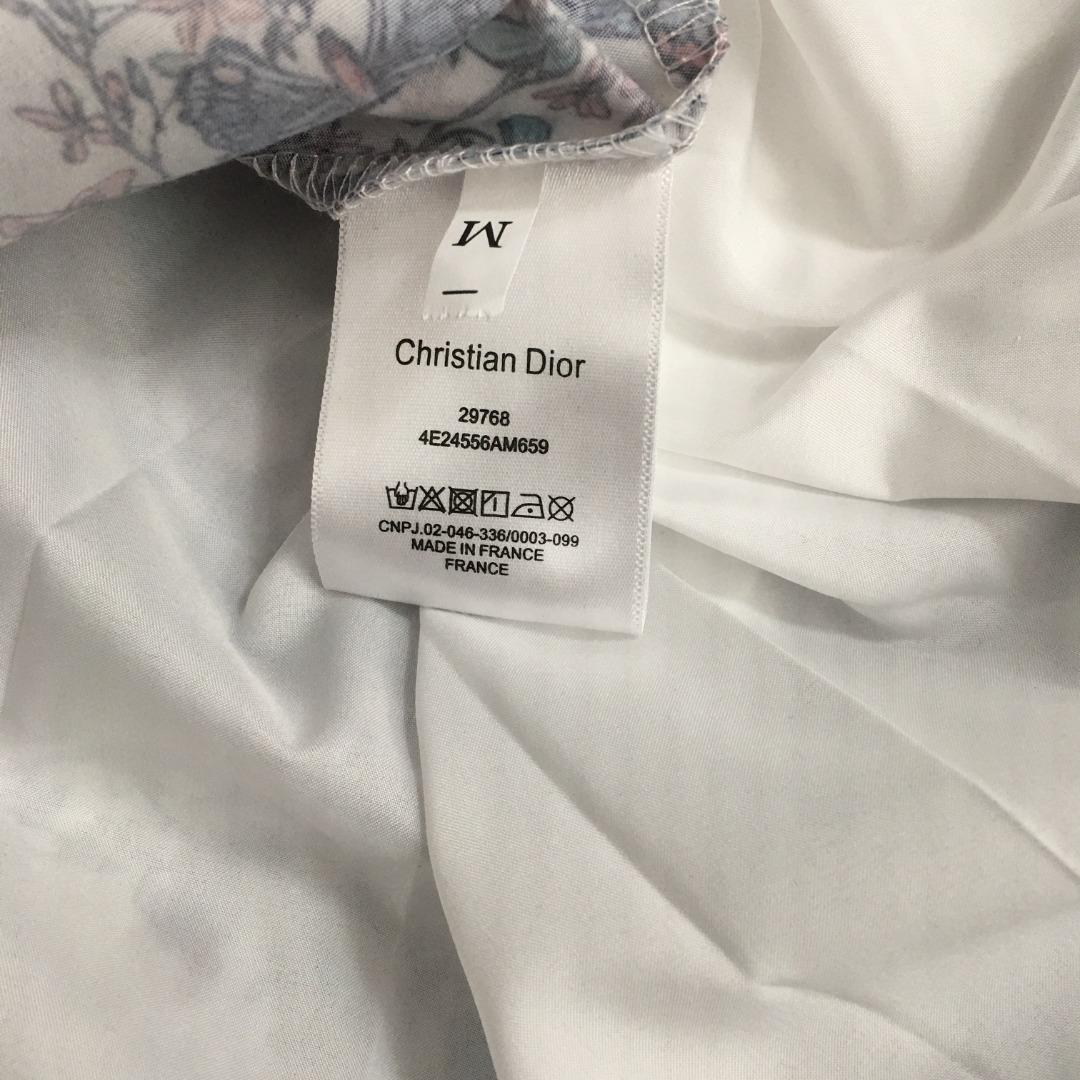 M
Christian Dior
29768
4E24556AM659
CNPJ.02-046-336/0003-099
MADE IN FRANCE
FRANCE